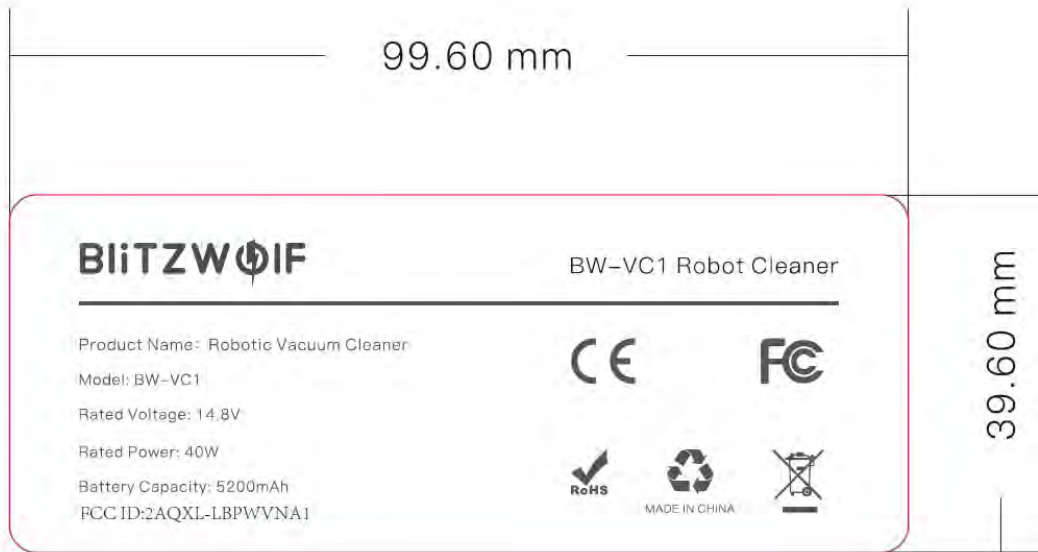 99.60 mm
BliTZWOlF
BW-VC1 Robot Cleaner
Product Name: Robotic Vacuum Cleaner
Model: BW-VC1
Rated Voltage: 14.8V
Rated Power: 40W
Battery Capacity: 5200mAh
FCC ID:2AQXL-LBPWVNA1
CE
FC
RoHS
MADE IN CHINA
39.60 mm